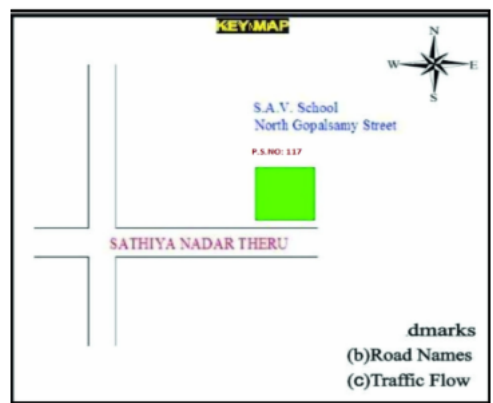 KEY MAP
N
W E
S
S.A.V. School
North Gopalsamy Street
P.S.NO: 117
SATHIYA NADAR THERU
dmarks
(b)Road Names
(c)Traffic Flow